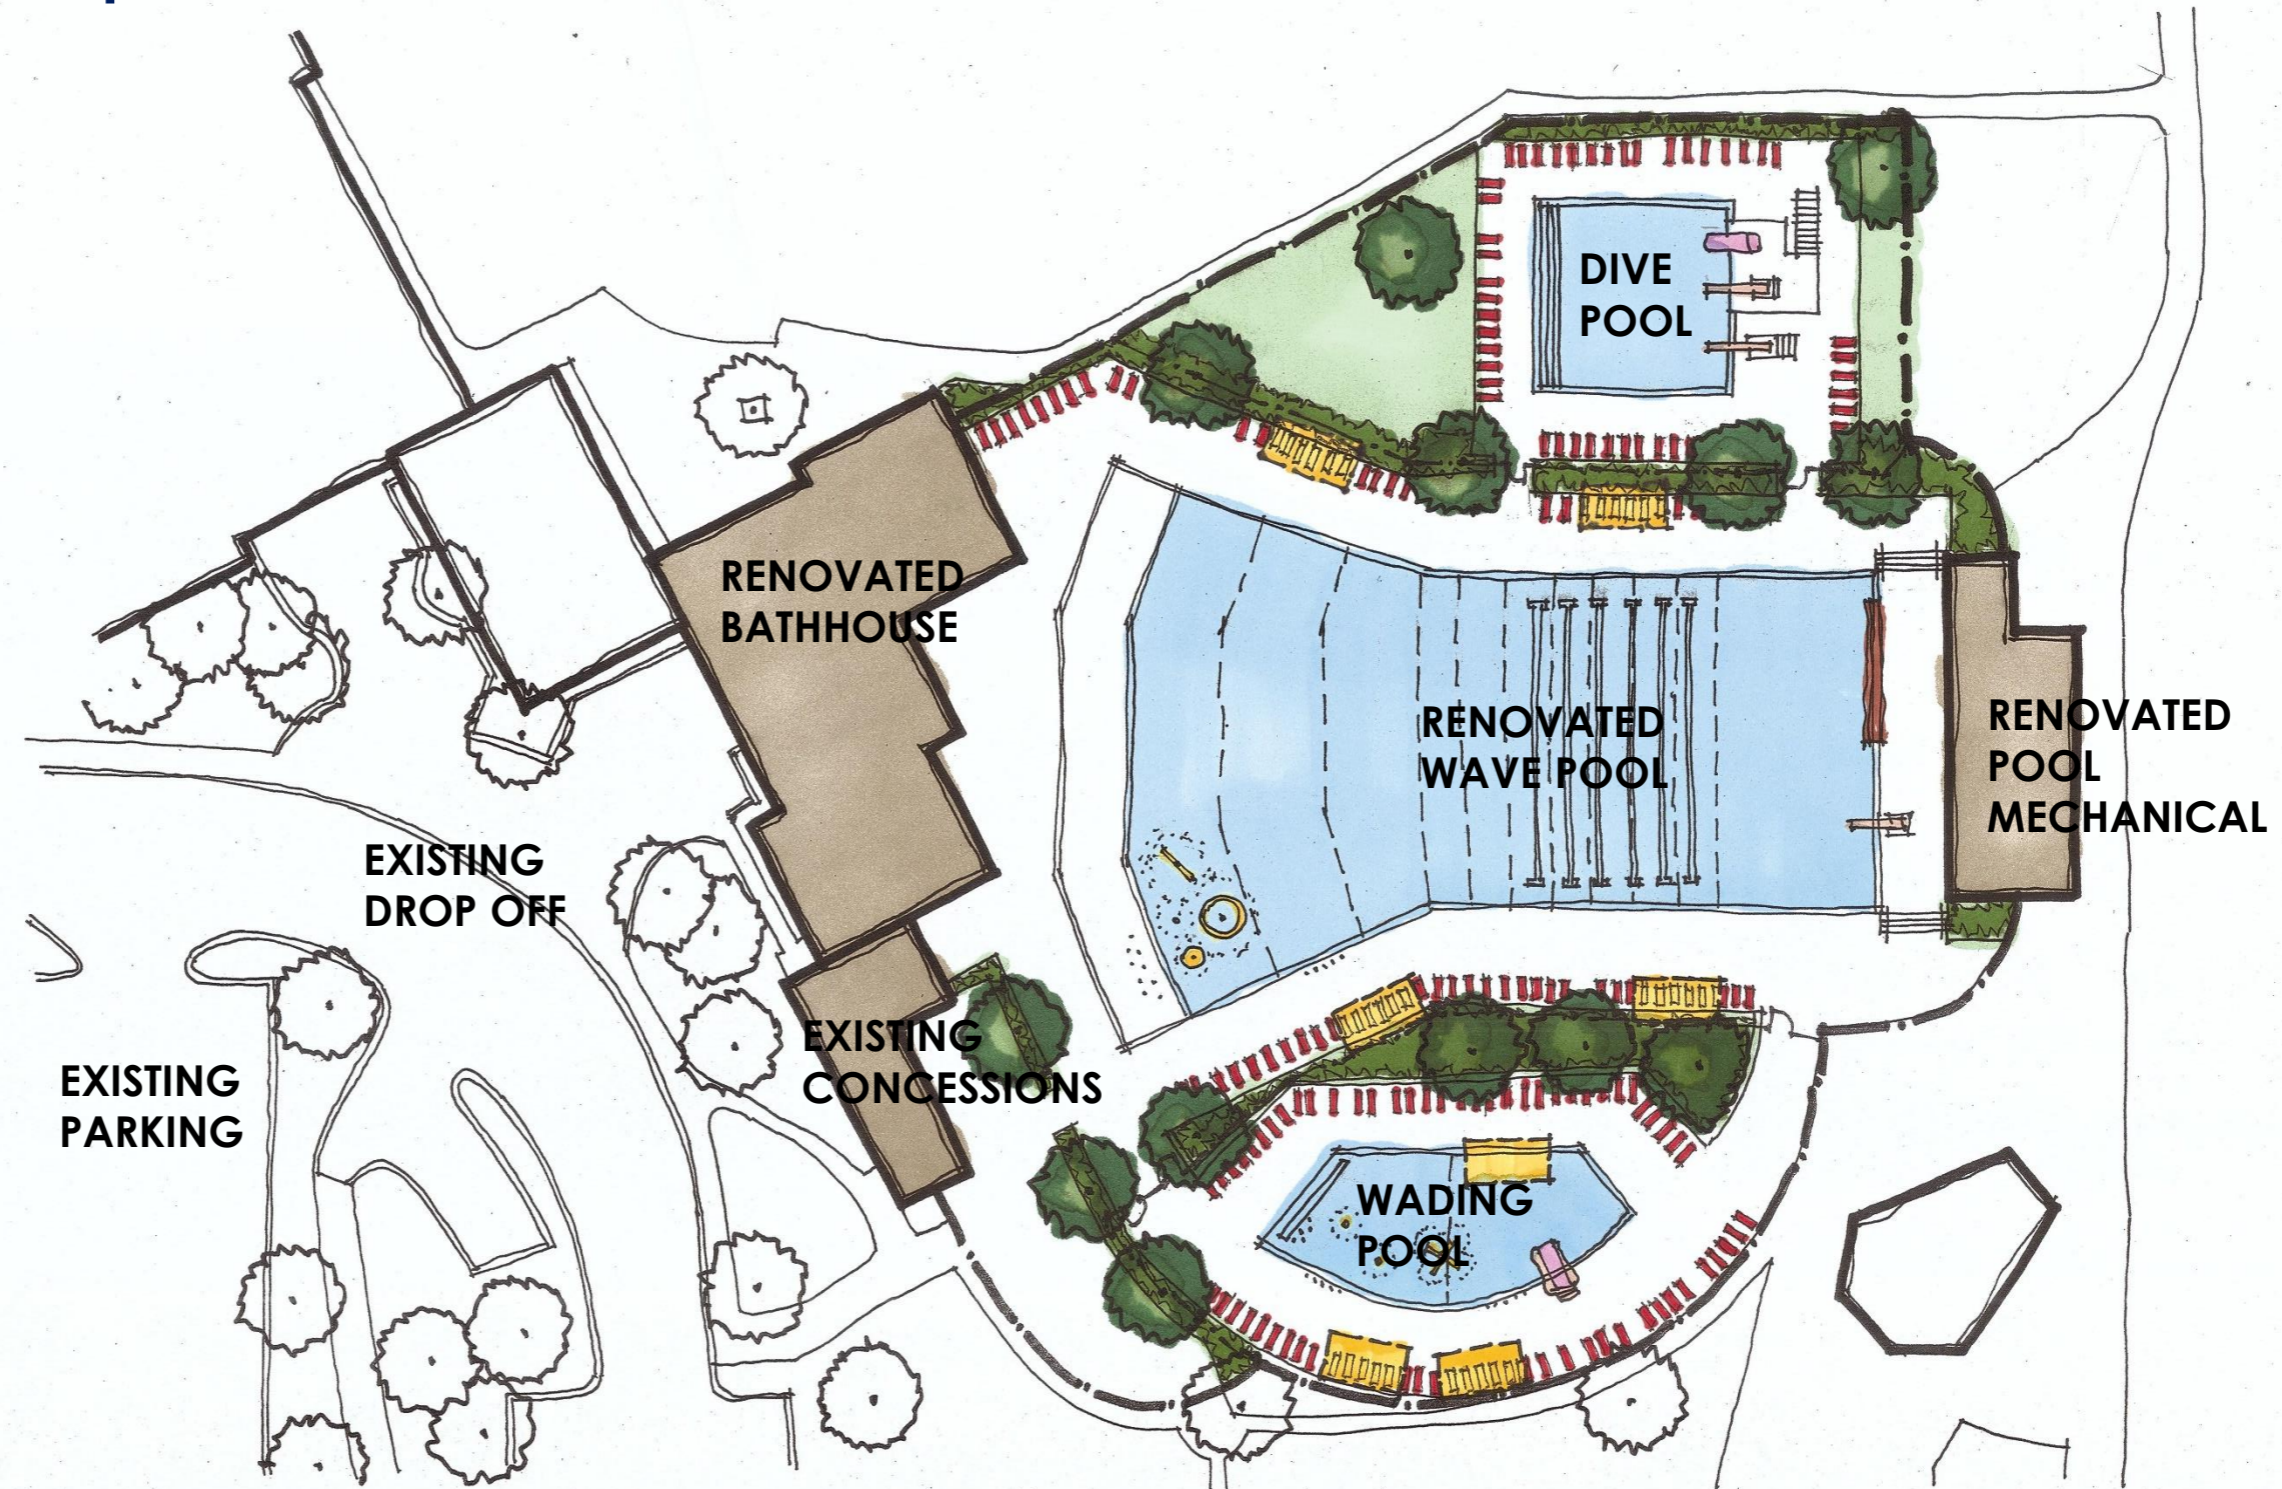 DIVE
POOL
RENOVATED
BATHHOUSE
RENOVATED
WAVE POOL
RENOVATED
POOL
MECHANICAL
EXISTING
DROP OFF
EXISTING
CONCESSIONS
EXISTING
PARKING
WADING
POOL